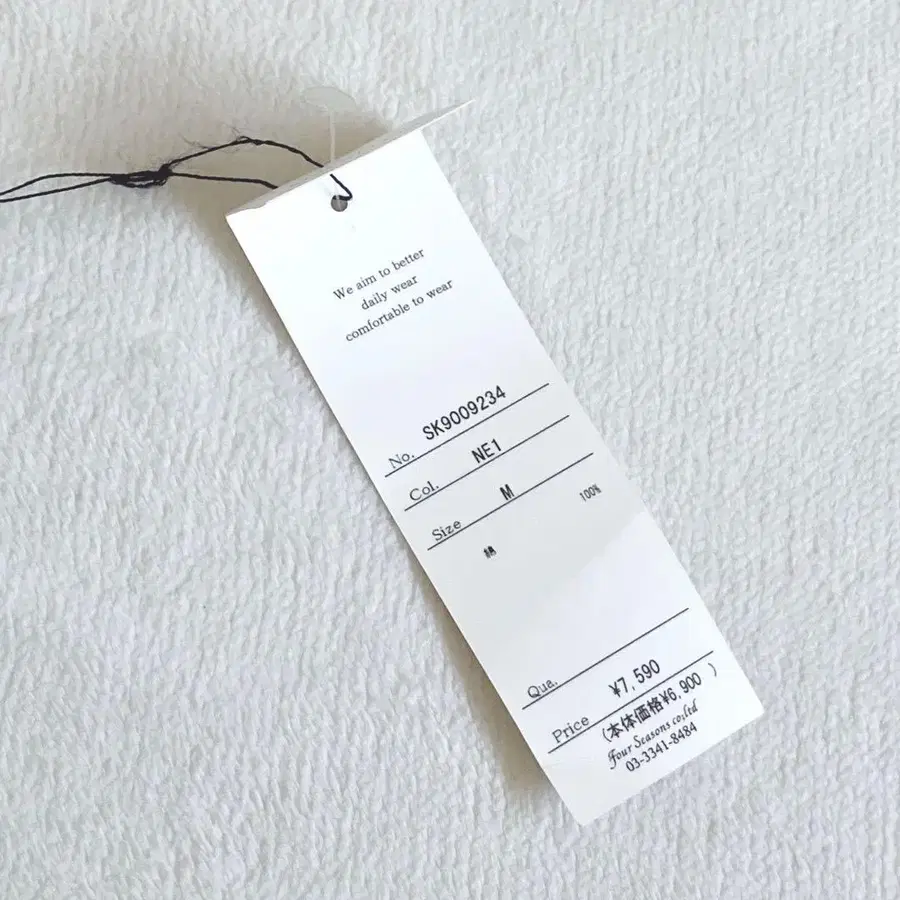 We aim to better
daily wear
comfortable to wear
No. SK9009234
Col. NE1
Size M
綿 100%
Qua.
Price ¥7,590
(本体価格¥6,900 )
Four Seasons co,ltd
03-3341-8484